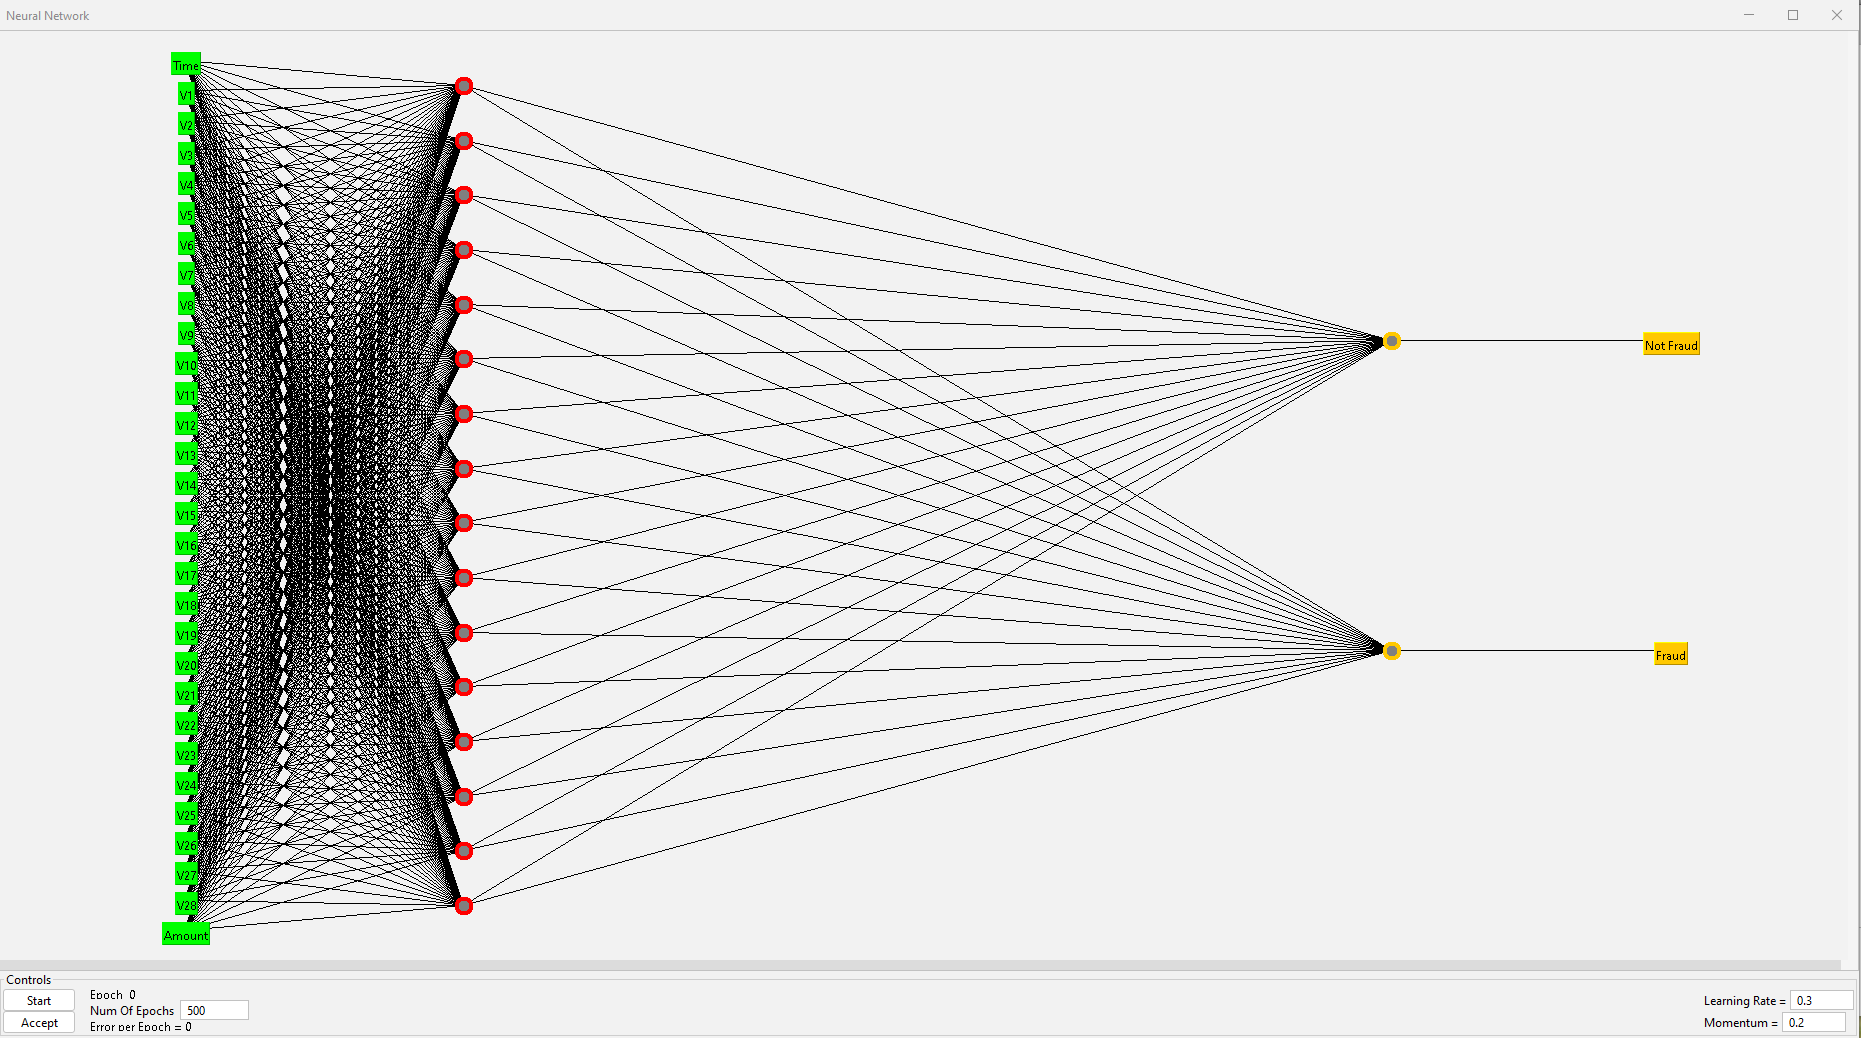 Neural Network
Time
V1
V2
V3
V4
V5
V6
V7
V8
V9
V10
V11
V12
V13
V14
V15
V16
V17
V18
V19
V20
V21
V22
V23
V24
V25
V26
V27
V28
Amount
Not Fraud
Fraud
Controls
Start
Accept
Epoch 0
Num Of Epochs 500
Error per Epoch = 0
Learning Rate = 0.3
Momentum = 0.2